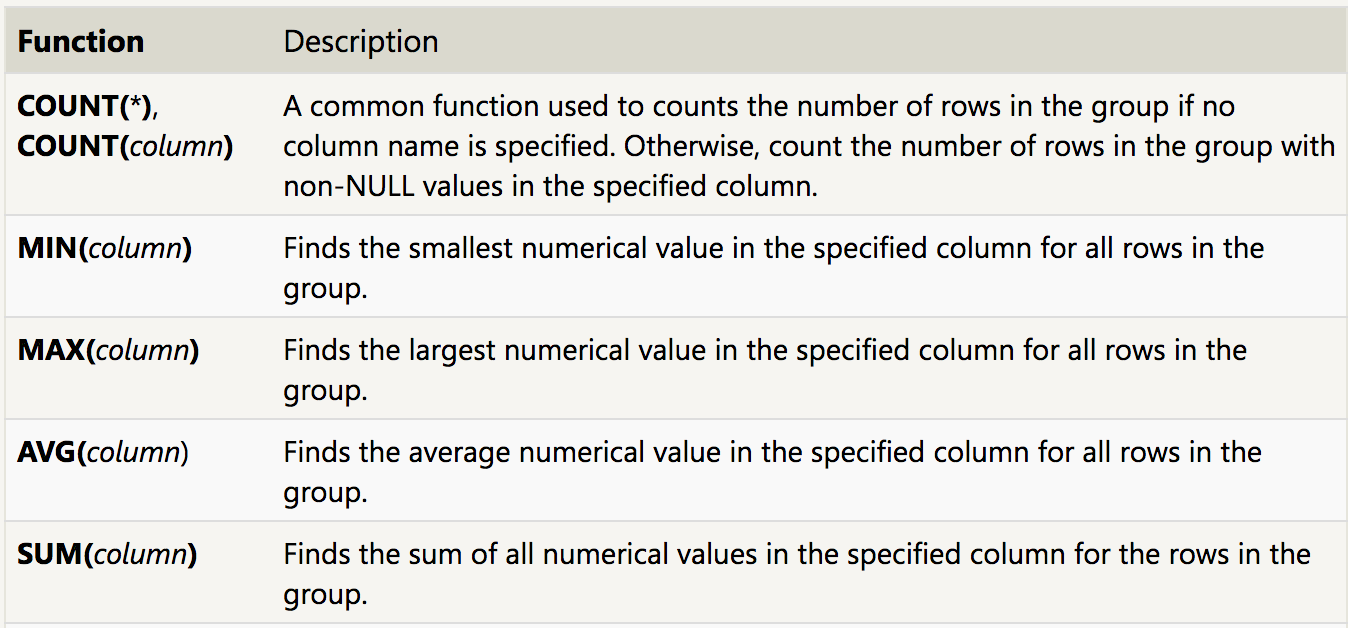 Function Description
COUNT(*), A common function used to counts the number of rows in the group if no
COUNT(column) column name is specified. Otherwise, count the number of rows in the group with
non-NULL values in the specified column.
MIN(column) Finds the smallest numerical value in the specified column for all rows in the
group.
MAX(column) Finds the largest numerical value in the specified column for all rows in the
group.
AVG(column) Finds the average numerical value in the specified column for all rows in the
group.
SUM(column) Finds the sum of all numerical values in the specified column for the rows in the
group.